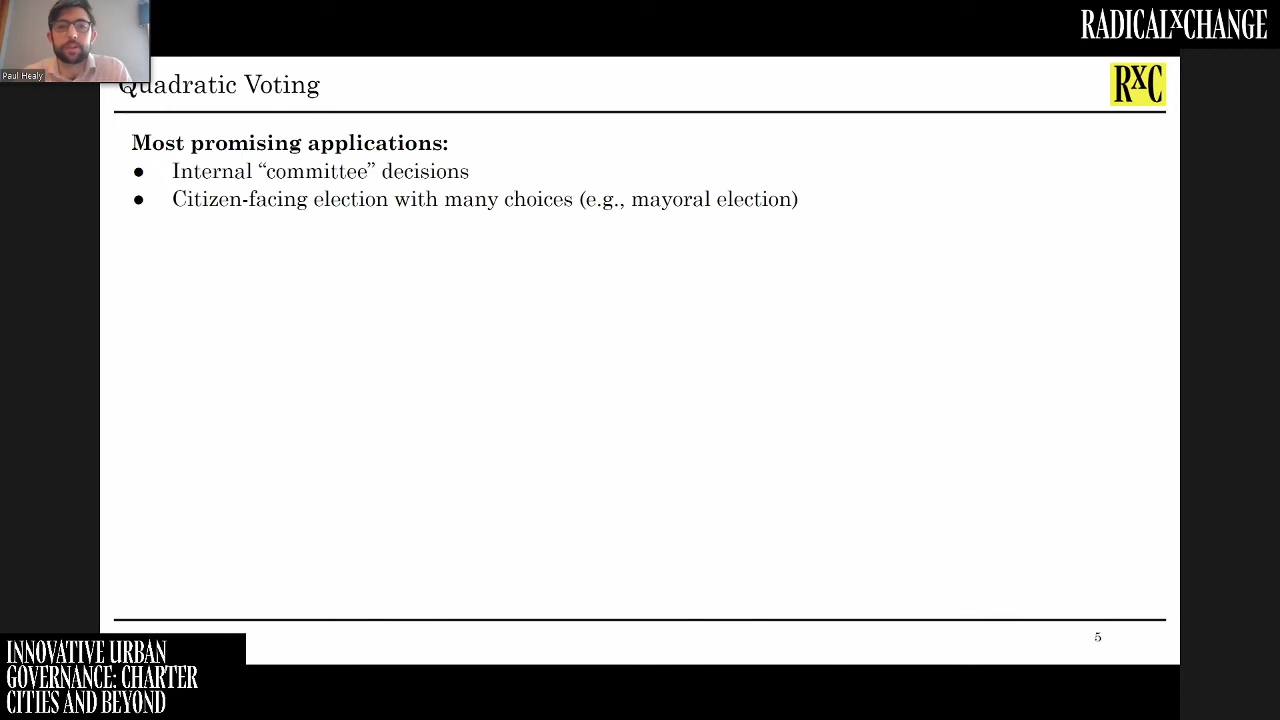 RADICALXCHANGE
Paul Healy
Quadratic Voting
RXC
Most promising applications:
● Internal “committee” decisions
● Citizen-facing election with many choices (e.g., mayoral election)
5
INNOVATIVE URBAN
GOVERNANCE: CHARTER
CITIES AND BEYOND